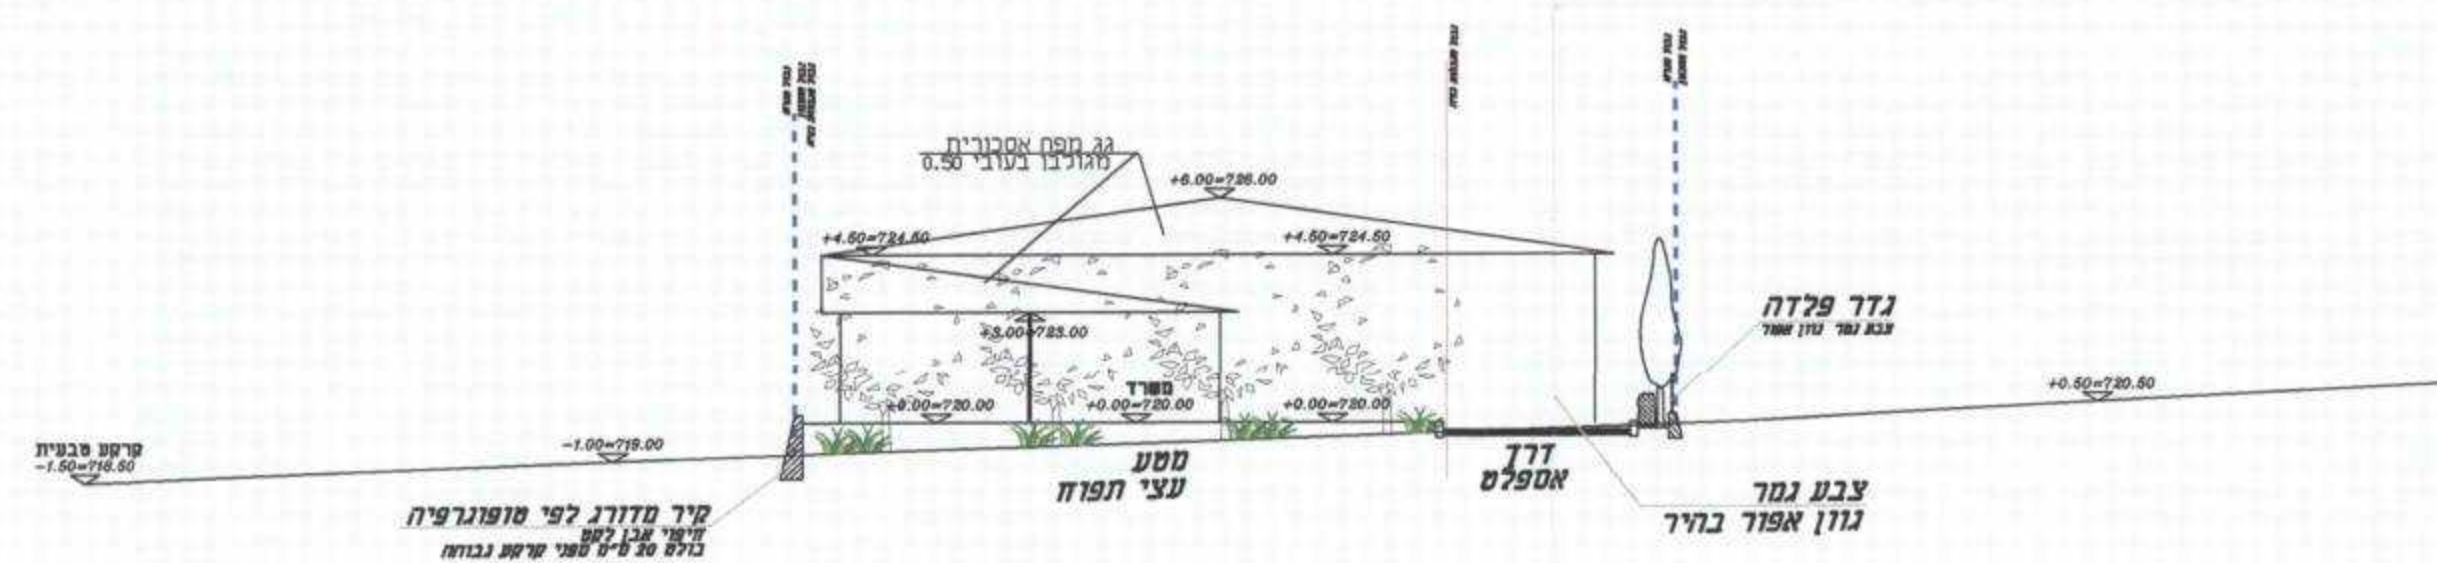 גג מפח אסכורית
מגולבן בעובי 0.50
+6.00=726.00
+4.50=724.50
+4.50=724.50
גדר פלדה
צבע גמר גוון אפור
+3.00=723.00
משרד
+0.00=720.00
+0.00=720.00
+0.00=720.00
+0.50=720.50
קרקע טבעית
-1.50=718.50
-1.00=719.00
מטע
עצי תפוח
דרך
אספלט
צבע גמר
גוון אפור בהיר
קיר מדורג לפי טופוגרפיה
חיפוי אבן לקט
בולט 20 ס"מ מפני קרקע גבוהה